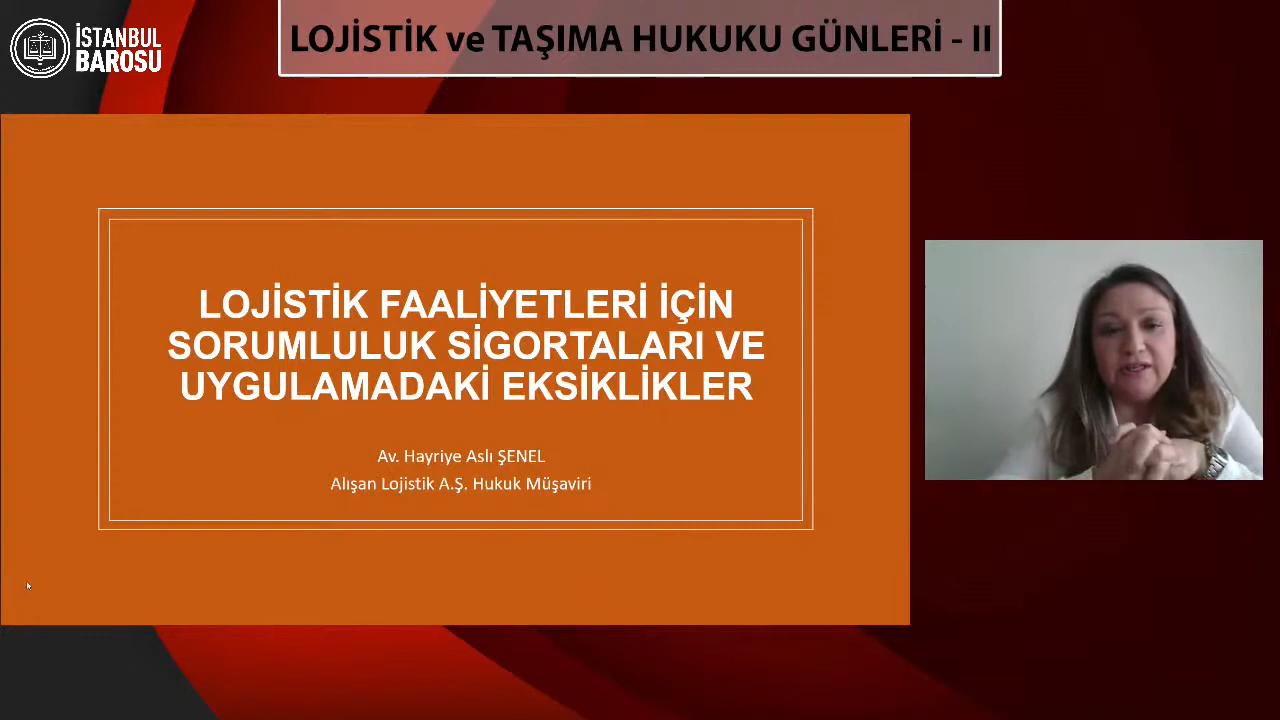 İSTANBUL
BAROSU
LOJİSTİK ve TAŞIMA HUKUKU GÜNLERİ - II
LOJİSTİK FAALİYETLERİ İÇİN
SORUMLULUK SİGORTALARI VE
UYGULAMADAKİ EKSİKLİKLER
Av. Hayriye Aslı ŞENEL
Alışan Lojistik A.Ş. Hukuk Müşaviri